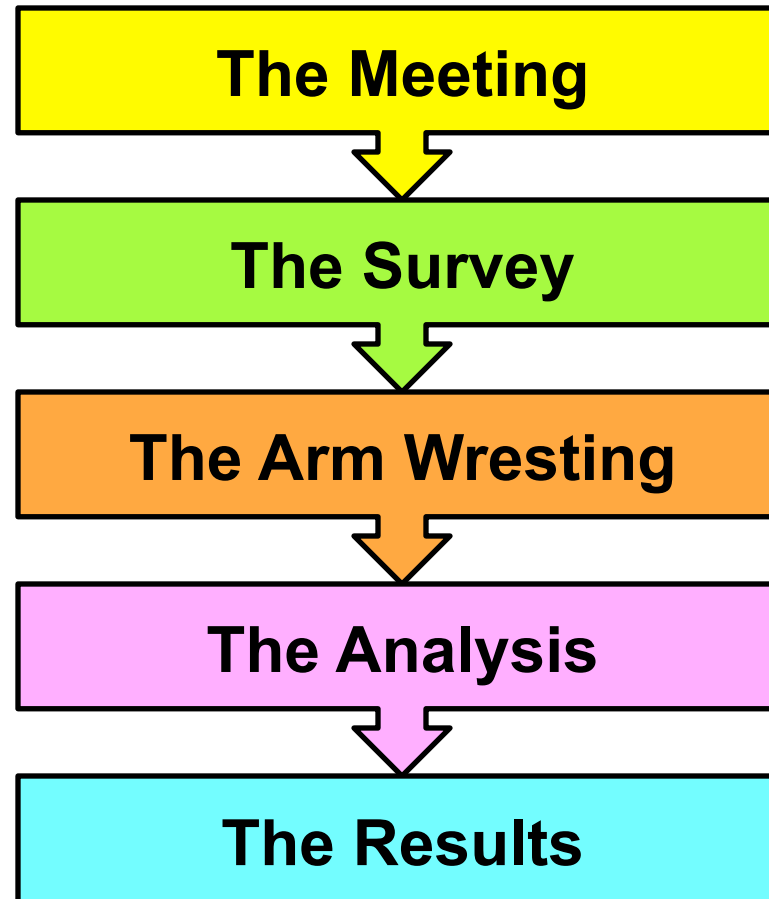 The Meeting
The Survey
The Arm Wresting
The Analysis
The Results